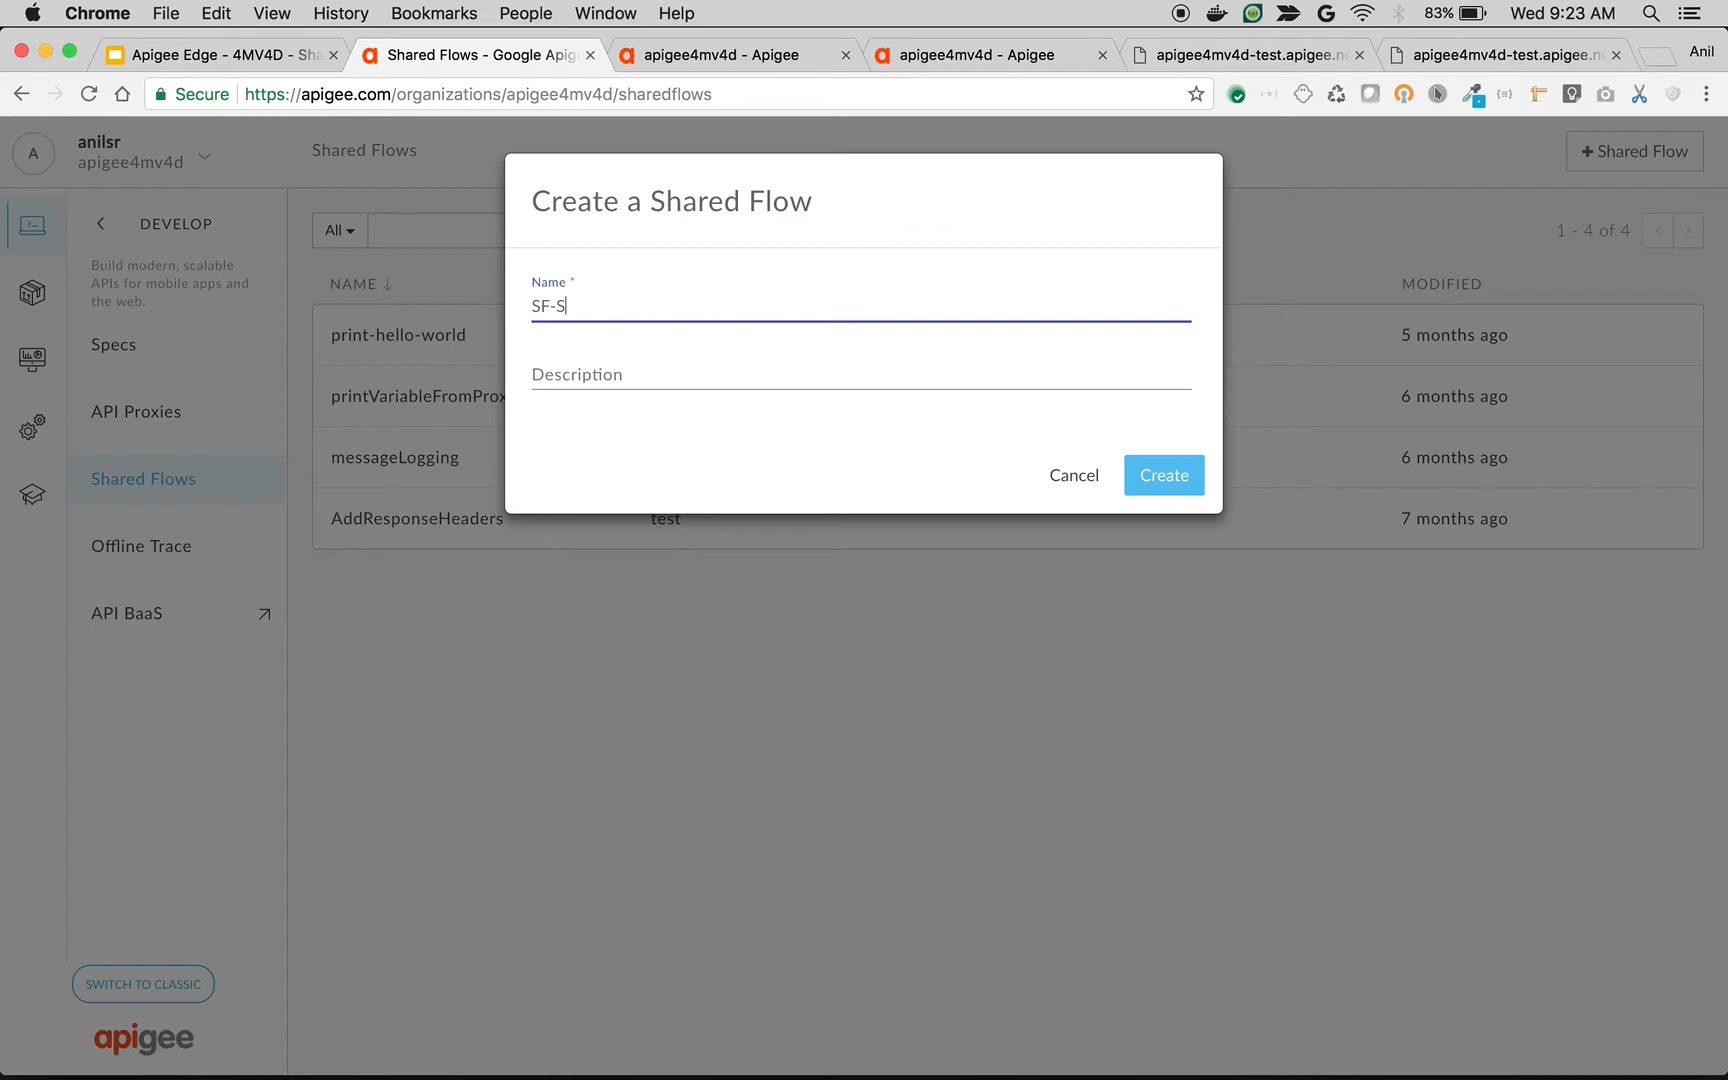 Chrome File Edit View History Bookmarks People Window Help 83% Wed 9:23 AM
Apigee Edge - 4MV4D - Sha Shared Flows - Google Apig apigee4mv4d - Apigee apigee4mv4d - Apigee apigee4mv4d-test.apigee.ne apigee4mv4d-test.apigee.ne Anil
Secure https://apigee.com/organizations/apigee4mv4d/sharedflows
A anilsr
apigee4mv4d
Shared Flows
+ Shared Flow
DEVELOP
Build modern, scalable
APIs for mobile apps and
the web.
Specs
API Proxies
Shared Flows
Offline Trace
API BaaS
SWITCH TO CLASSIC
apigee
All
1 - 4 of 4
NAME MODIFIED
print-hello-world 5 months ago
printVariableFromProx 6 months ago
messageLogging 6 months ago
AddResponseHeaders test 7 months ago
Create a Shared Flow
Name *
SF-S
Description
Cancel Create